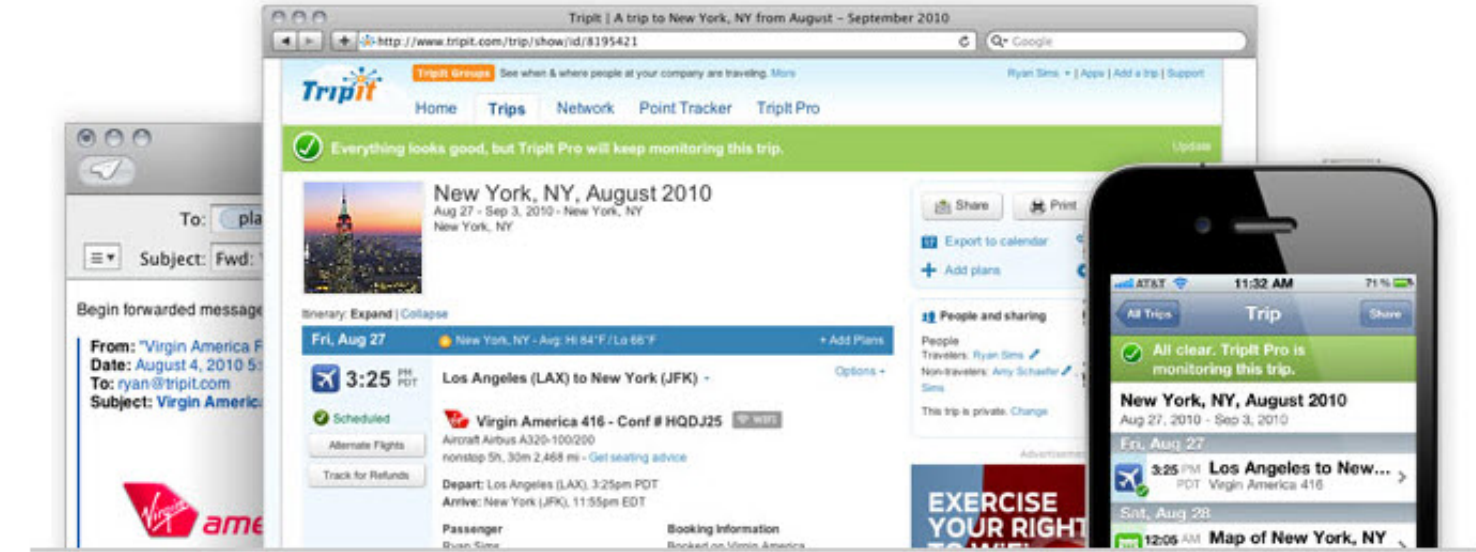 TripIt | A trip to New York, NY from August – September 2010
http://www.tripit.com/trip/show/id/8195421
Google
TripIt
TripIt Groups See when & where people at your company are traveling. More
Ryan Sims | Apps | Add a trip | Support
Home Trips Network Point Tracker TripIt Pro
Everything looks good, but TripIt Pro will keep monitoring this trip.
Update
New York, NY, August 2010
Aug 27 - Sep 3, 2010 - New York, NY
New York, NY
Itinerary: Expand | Collapse
Fri, Aug 27
New York, NY - Avg: Hi 84°F / Lo 66°F
+ Add Plans
3:25 PM PDT
Los Angeles (LAX) to New York (JFK)
Options
Scheduled
Alternate Flights
Track for Refunds
Virgin America 416 - Conf # HQDJ25 WIFI
Aircraft Airbus A320-100/200
nonstop 5h, 30m 2,468 mi - Get seating advice
Depart: Los Angeles (LAX), 3:25pm PDT
Arrive: New York (JFK), 11:55pm EDT
Passenger
Ryan Sims
Booking Information
Booked on Virgin America
Share
Print
Export to calendar
Add plans
People and sharing
People
Travelers: Ryan Sims
Non-travelers: Amy Schaefer,
Sims
This trip is private. Change
EXERCISE
YOUR RIGHT
To: pla
Subject: Fwd:
Begin forwarded message
From: "Virgin America F
Date: August 4, 2010 5:
To: ryan@tripit.com
Subject: Virgin Americ
Virgin
ame
AT&T 11:32 AM 71%
All Trips
Trip
Share
All clear. TripIt Pro is
monitoring this trip.
New York, NY, August 2010
Aug 27, 2010 - Sep 3, 2010
Fri, Aug 27
3:25 PM Los Angeles to New...
PDT Virgin America 416
Sat, Aug 28
12:05 AM Map of New York, NY